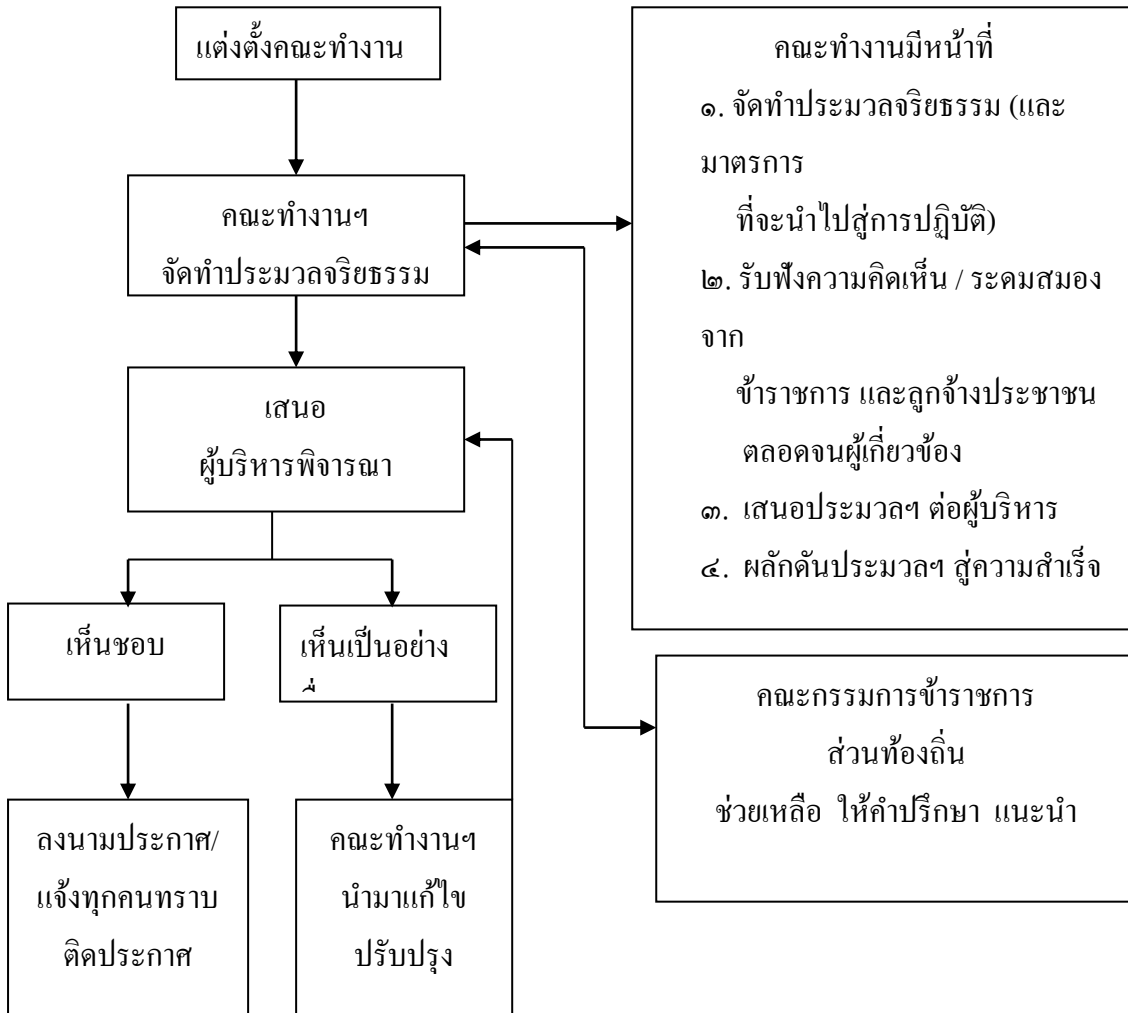 แต่งตั้งคณะทำงาน
คณะทำงานฯ
จัดทำประมวลจริยธรรม
เสนอ
ผู้บริหารพิจารณา
เห็นชอบ
เห็นเป็นอย่าง
ลงนามประกาศ/
แจ้งทุกคนทราบ
ติดประกาศ
คณะทำงานฯ
นำมาแก้ไข
ปรับปรุง
คณะทำงานมีหน้าที่
๑. จัดทำประมวลจริยธรรม (และ
มาตรการ
ที่จะนำไปสู่การปฏิบัติ)
๒. รับฟังความคิดเห็น / ระดมสมอง
จาก
ข้าราชการ และลูกจ้างประชาชน
ตลอดจนผู้เกี่ยวข้อง
๓. เสนอประมวลฯ ต่อผู้บริหาร
๔. ผลักดันประมวลฯ สู่ความสำเร็จ
คณะกรรมการข้าราชการ
ส่วนท้องถิ่น
ช่วยเหลือ ให้คำปรึกษา แนะนำ